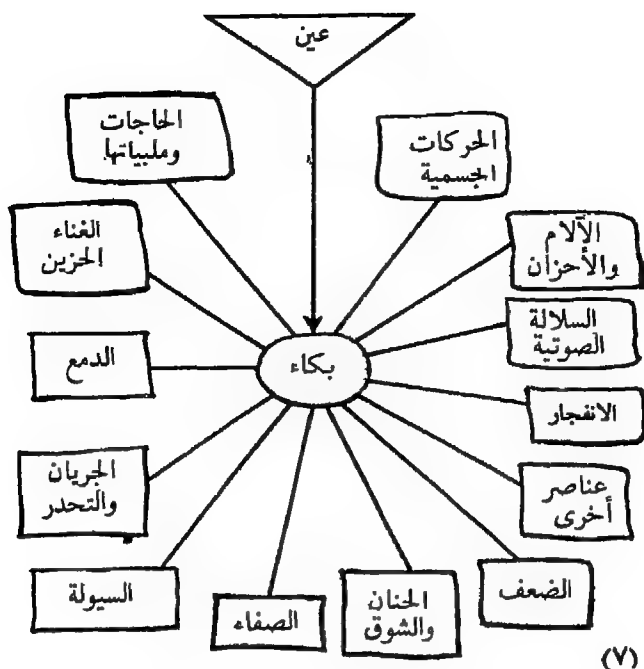 عين
الحركات
الجسمية
الحاجات
وملبياتها
الآلام
والأحزان
الغناء
الحزين
السلالة
الصوتية
بكاء
الدمع
الانفجار
عناصر
أخرى
الجريان
والتحدر
الضعف
الحنان
والشوق
الصفاء
السيولة
(٧)